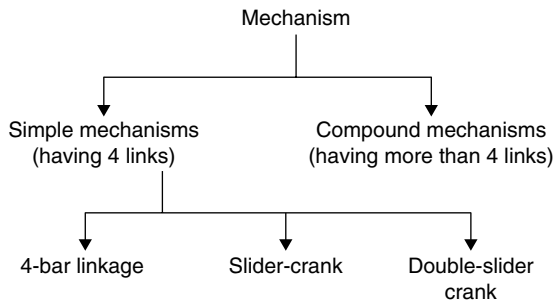 Mechanism
Simple mechanisms
(having 4 links)
Compound mechanisms
(having more than 4 links)
4-bar linkage
Slider-crank
Double-slider
crank